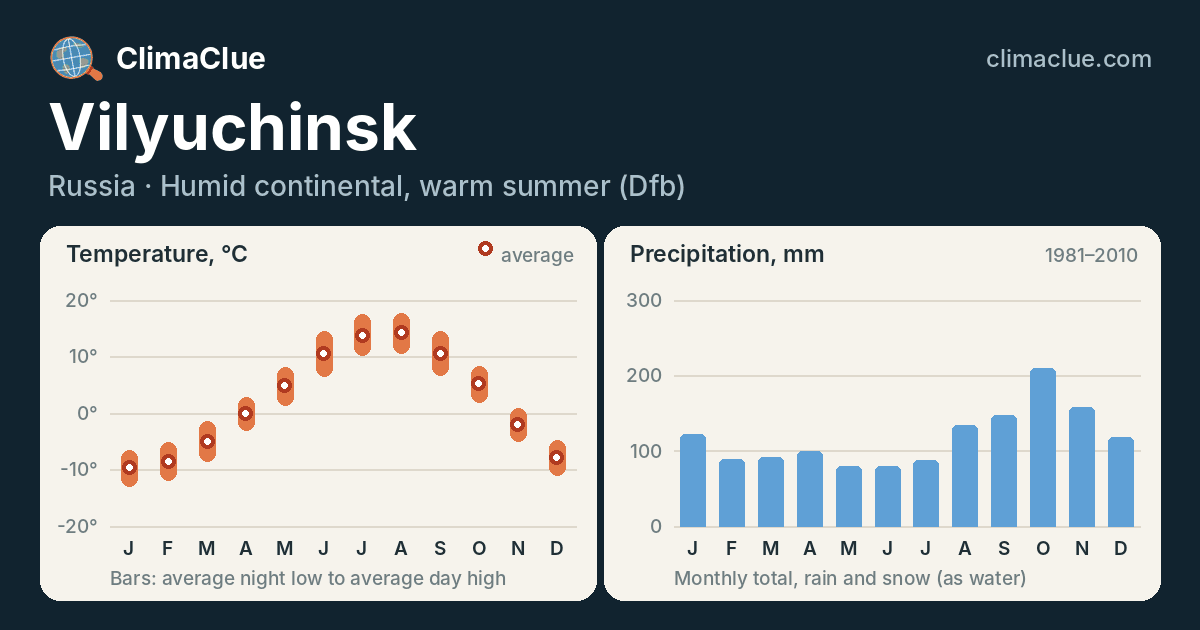 ClimaClue
climaclue.com
Vilyuchinsk
Russia · Humid continental, warm summer (Dfb)
Temperature, °C
average
20°
10°
0°
-10°
-20°
J F M A M J J A S O N D
Bars: average night low to average day high
Precipitation, mm
1981–2010
300
200
100
0
J F M A M J J A S O N D
Monthly total, rain and snow (as water)